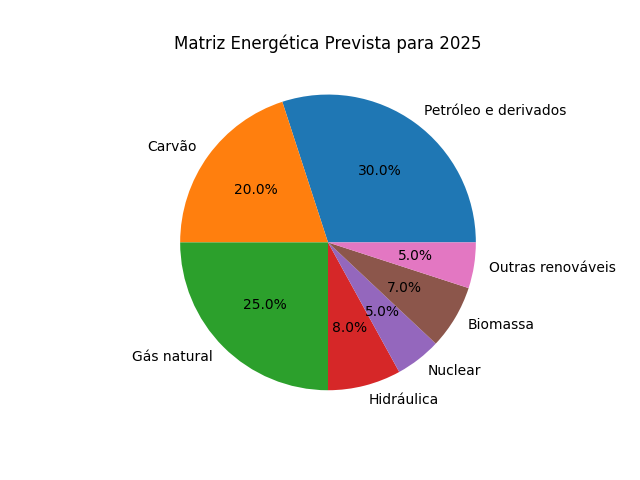 Matriz Energética Prevista para 2025
Petróleo e derivados
30.0%
Carvão
20.0%
Gás natural
25.0%
Hidráulica
8.0%
Nuclear
5.0%
Biomassa
7.0%
Outras renováveis
5.0%